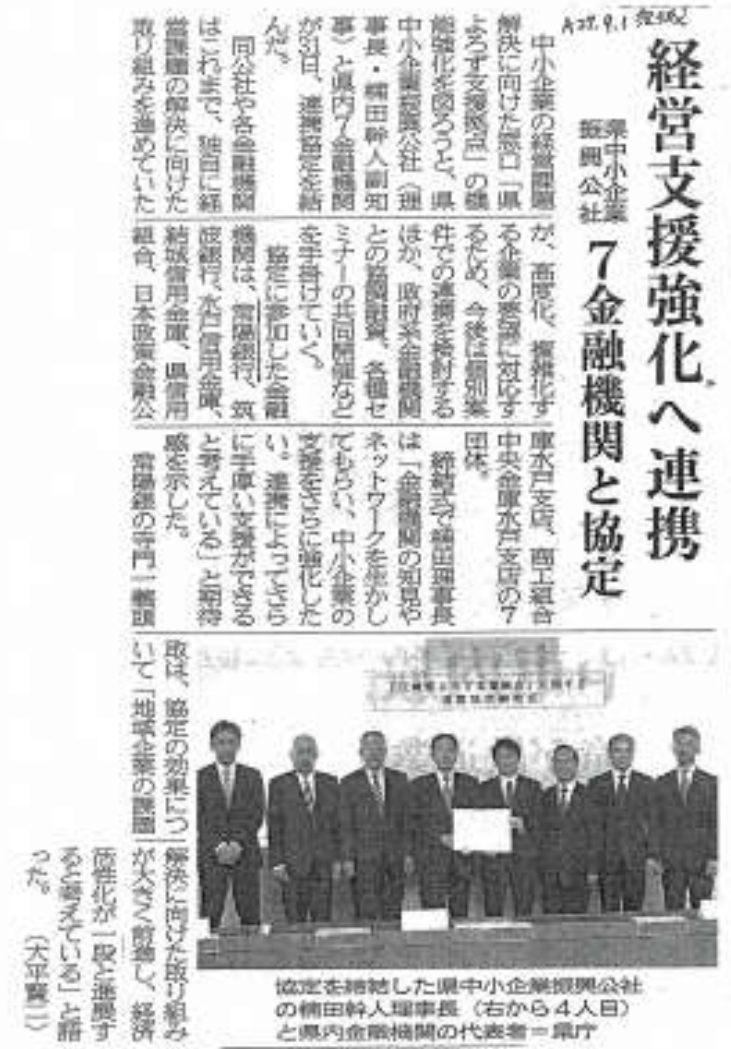 経営支援強化へ連携
県中小企業
振興公社
7金融機関と協定
中小企業の経営課題
解決に向けた窓口「県
よろず支援拠点」の機
能強化を図ろうと、県
中小企業振興公社(理
事長・楠田幹人副知
事)と県内7金融機関
が31日、連携協定を結
んだ。
同公社や各金融機関
はこれまで、独自に経
営課題の解決に向けた
取り組みを進めていた
が、高度化、複雑化す
る企業の要望に対応す
るため、今後は個別案
件での連携を検討する
ほか、政府系金融機関
との協調融資、各種セ
ミナーの共同開催など
を手掛けていく。
協定に参加した金融
機関は、常陽銀行、筑
波銀行、水戸信用金庫、
結城信用金庫、県信用
組合、日本政策金融公
庫水戸支店、商工組合
中央金庫水戸支店の7
団体。
締結式で楠田理事長
は「金融機関の知見や
ネットワークを生かし
てもらい、中小企業の
支援をさらに強化した
い。連携によってさら
に手厚い支援ができる
と考えている」と期待
感を示した。
常陽銀の寺門一義頭
取は、協定の効果につ
いて「地域企業の課題
解決に向けた取り組み
が大きく前進し、経済
活性化が一段と進展す
ると考えている」と語
った。(大平賢二)
協定を締結した県中小企業振興公社
の楠田幹人理事長(右から4人目)
と県内金融機関の代表者=県庁